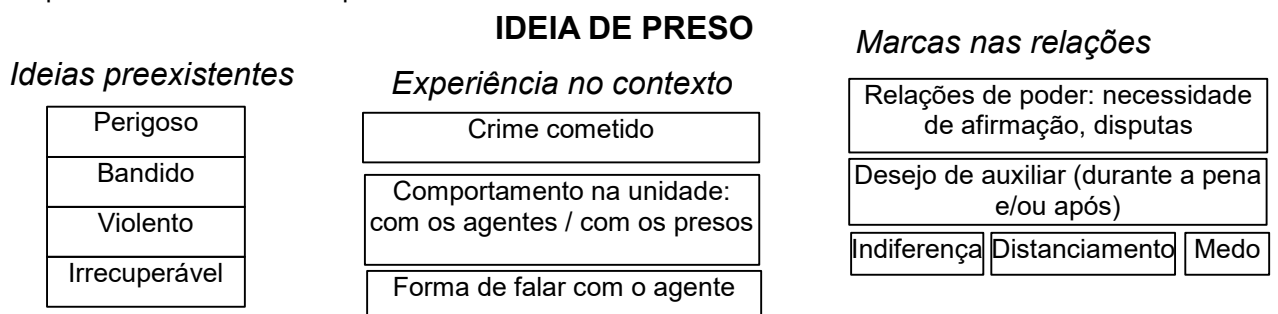 IDEIA DE PRESO
Ideias preexistentes
Perigoso
Bandido
Violento
Irrecuperável
Experiência no contexto
Crime cometido
Comportamento na unidade:
com os agentes / com os presos
Forma de falar com o agente
Marcas nas relações
Relações de poder: necessidade
de afirmação, disputas
Desejo de auxiliar (durante a pena
e/ou após)
Indiferença Distanciamento Medo